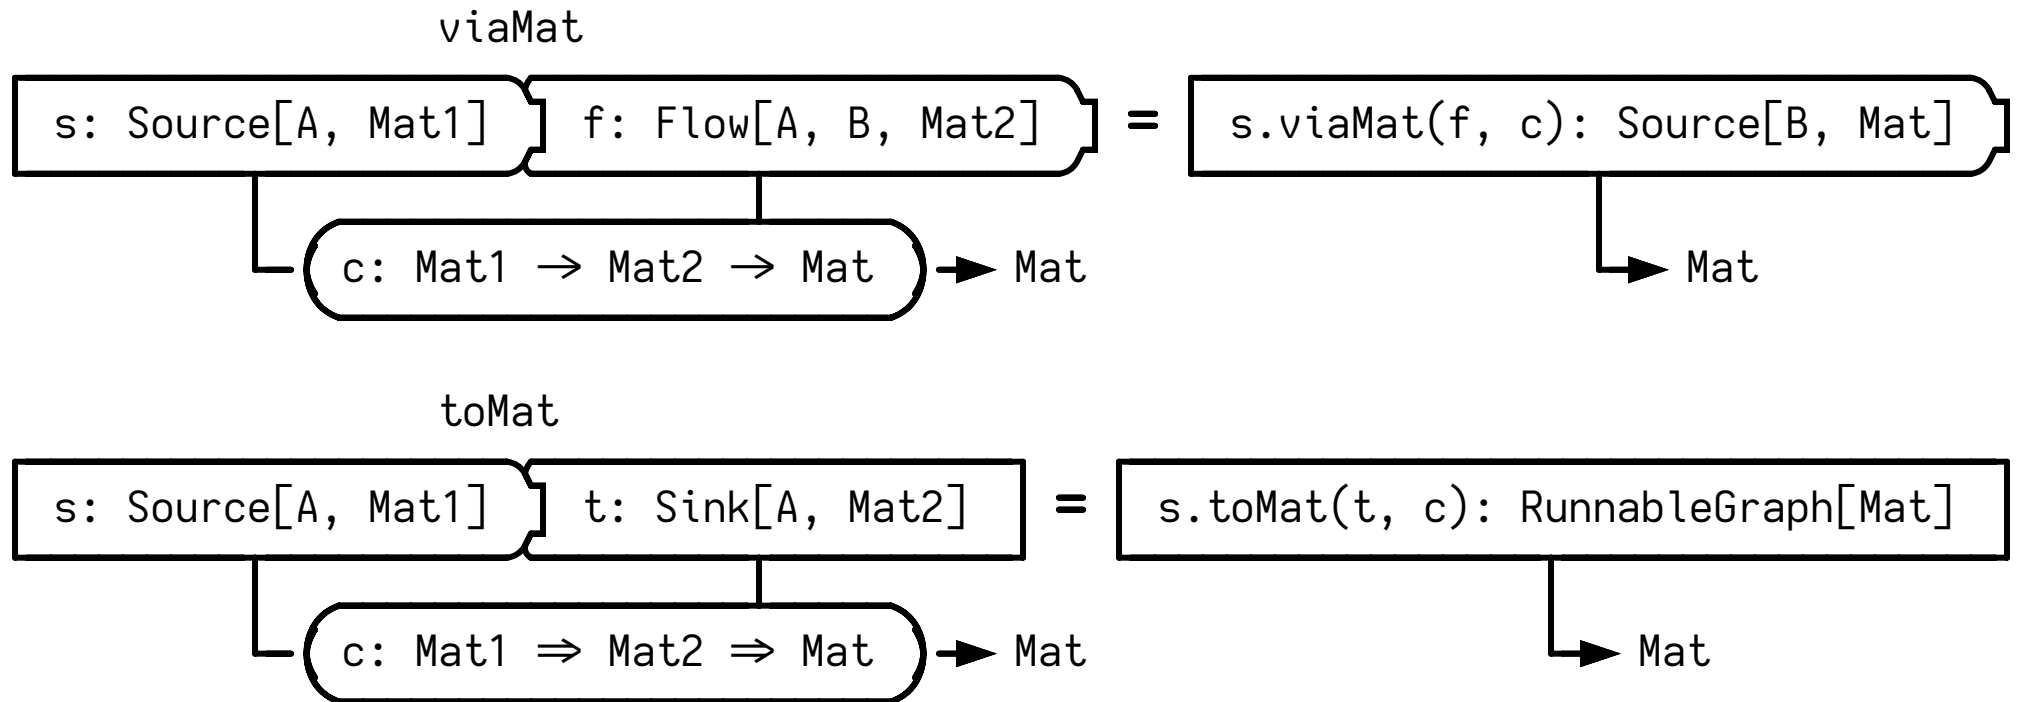 viaMat
s: Source[A, Mat1] f: Flow[A, B, Mat2] = s.viaMat(f, c): Source[B, Mat]
c: Mat1 → Mat2 → Mat Mat Mat
toMat
s: Source[A, Mat1] t: Sink[A, Mat2] = s.toMat(t, c): RunnableGraph[Mat]
c: Mat1 ⇒ Mat2 ⇒ Mat Mat Mat